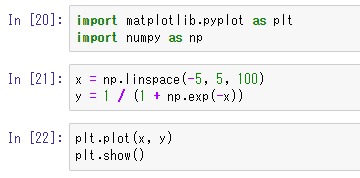 In [20]: import matplotlib.pyplot as plt
import numpy as np
In [21]: x = np.linspace(-5, 5, 100)
y = 1 / (1 + np.exp(-x))
In [22]: plt.plot(x, y)
plt.show()